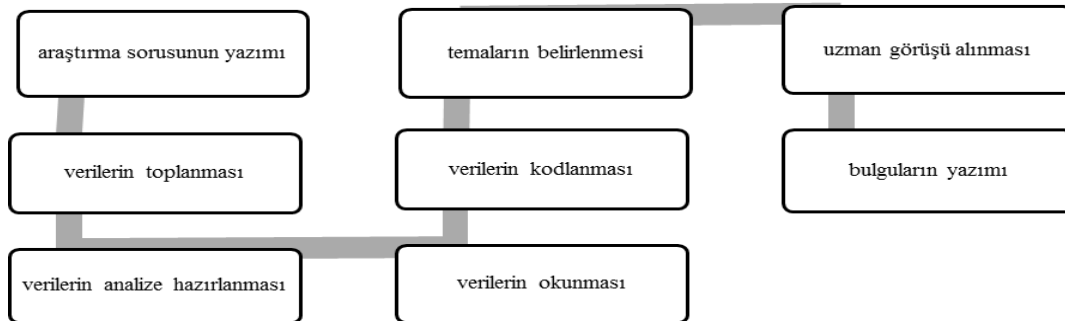 araştırma sorusunun yazımı
verilerin toplanması
verilerin analize hazırlanması
verilerin okunması
verilerin kodlanması
temaların belirlenmesi
uzman görüşü alınması
bulguların yazımı